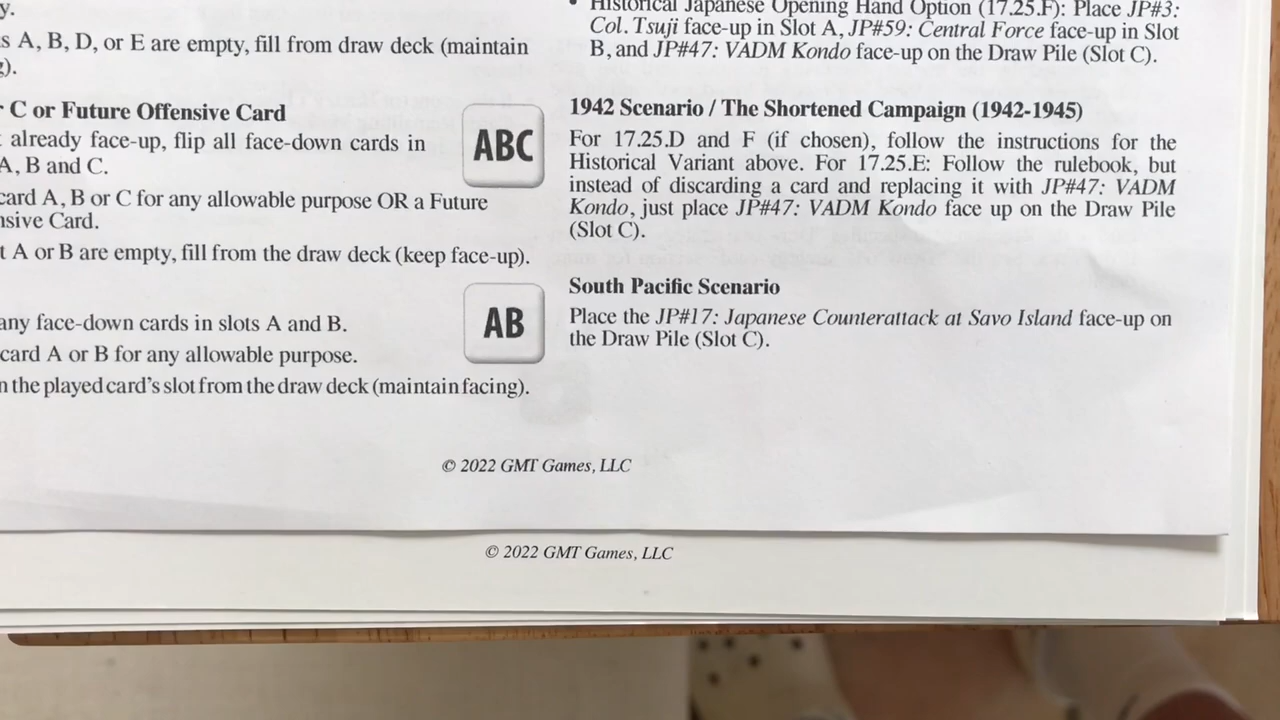 y.
s A, B, D, or E are empty, fill from draw deck (maintain
g).
C or Future Offensive Card
already face-up, flip all face-down cards in
A, B and C.
card A, B or C for any allowable purpose OR a Future
nsive Card.
t A or B are empty, fill from the draw deck (keep face-up).
any face-down cards in slots A and B.
card A or B for any allowable purpose.
n the played card's slot from the draw deck (maintain facing).
ABC
AB
• Historical Japanese Opening Hand Option (17.25.F): Place JP#3:
Col. Tsuji face-up in Slot A, JP#59: Central Force face-up in Slot
B, and JP#47: VADM Kondo face-up on the Draw Pile (Slot C).
1942 Scenario / The Shortened Campaign (1942-1945)
For 17.25.D and F (if chosen), follow the instructions for the
Historical Variant above. For 17.25.E: Follow the rulebook, but
instead of discarding a card and replacing it with JP#47: VADM
Kondo, just place JP#47: VADM Kondo face up on the Draw Pile
(Slot C).
South Pacific Scenario
Place the JP#17: Japanese Counterattack at Savo Island face-up on
the Draw Pile (Slot C).
© 2022 GMT Games, LLC
© 2022 GMT Games, LLC